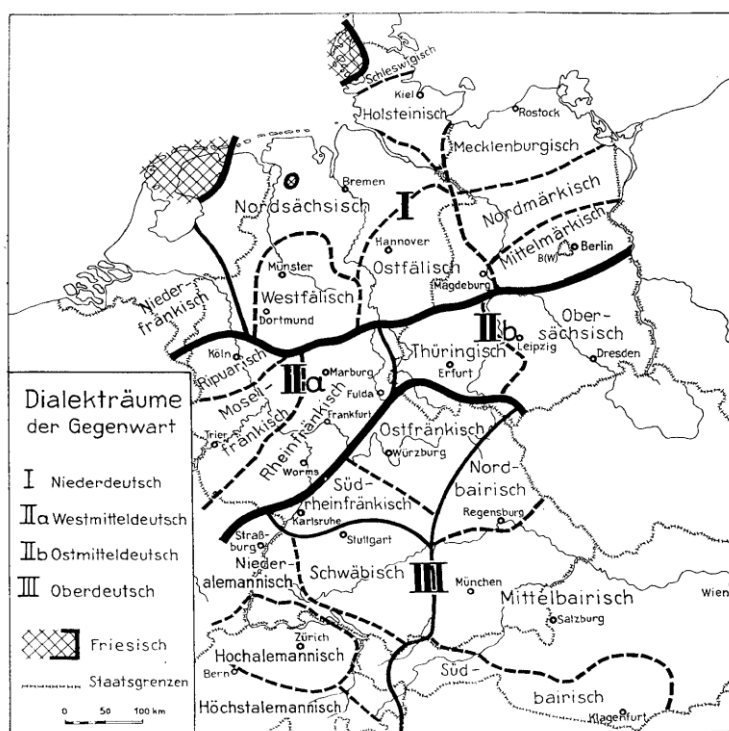 Schleswigisch
Kiel
Holsteinisch
Rostock
Mecklenburgisch
Bremen
Nordsächsisch
I
Nordmärkisch
Hannover
Mittelmärkisch
Berlin
B(W)
Ostfälisch
Münster
Magdeburg
Westfälisch
Nieder-
fränkisch
Dortmund
IIb
Ober-
sächsisch
Leipzig
Köln
Ripuarisch
Thüringisch
Dresden
Erfurt
IIa
Marburg
Fulda
Mosel-
fränkisch
Frankfurt
Ostfränkisch
Trier
Rheinfränkisch
Würzburg
Worms
Nord-
bairisch
Süd-
rheinfränkisch
Karlsruhe
Regensburg
Straß-
burg
Stuttgart
Nieder-
alemannisch
Schwäbisch
III
München
Mittelbairisch
Wien
Salzburg
Zürich
Hochalemannisch
Bern
Süd-
bairisch
Höchstalemannisch
Klagenfurt
Dialekträume
der Gegenwart
I Niederdeutsch
IIa Westmitteldeutsch
IIb Ostmitteldeutsch
III Oberdeutsch
Friesisch
Staatsgrenzen
0 50 100 km